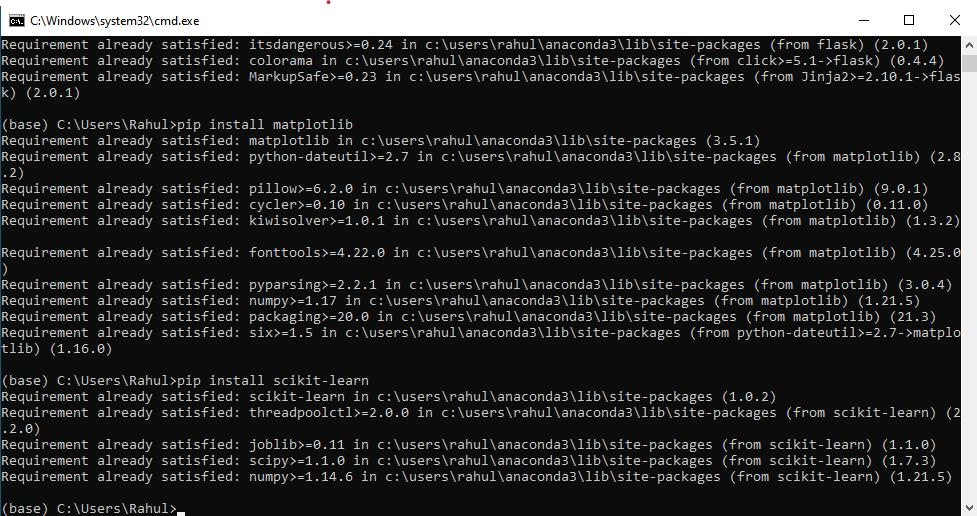 C:\Windows\system32\cmd.exe
Requirement already satisfied: itsdangerous>=0.24 in c:\users\rahul\anaconda3\lib\site-packages (from flask) (2.0.1)
Requirement already satisfied: colorama in c:\users\rahul\anaconda3\lib\site-packages (from click>=5.1->flask) (0.4.4)
Requirement already satisfied: MarkupSafe>=0.23 in c:\users\rahul\anaconda3\lib\site-packages (from Jinja2>=2.10.1->flas
k) (2.0.1)
(base) C:\Users\Rahul>pip install matplotlib
Requirement already satisfied: matplotlib in c:\users\rahul\anaconda3\lib\site-packages (3.5.1)
Requirement already satisfied: python-dateutil>=2.7 in c:\users\rahul\anaconda3\lib\site-packages (from matplotlib) (2.8
.2)
Requirement already satisfied: pillow>=6.2.0 in c:\users\rahul\anaconda3\lib\site-packages (from matplotlib) (9.0.1)
Requirement already satisfied: cycler>=0.10 in c:\users\rahul\anaconda3\lib\site-packages (from matplotlib) (0.11.0)
Requirement already satisfied: kiwisolver>=1.0.1 in c:\users\rahul\anaconda3\lib\site-packages (from matplotlib) (1.3.2)
Requirement already satisfied: fonttools>=4.22.0 in c:\users\rahul\anaconda3\lib\site-packages (from matplotlib) (4.25.0
)
Requirement already satisfied: pyparsing>=2.2.1 in c:\users\rahul\anaconda3\lib\site-packages (from matplotlib) (3.0.4)
Requirement already satisfied: numpy>=1.17 in c:\users\rahul\anaconda3\lib\site-packages (from matplotlib) (1.21.5)
Requirement already satisfied: packaging>=20.0 in c:\users\rahul\anaconda3\lib\site-packages (from matplotlib) (21.3)
Requirement already satisfied: six>=1.5 in c:\users\rahul\anaconda3\lib\site-packages (from python-dateutil>=2.7->matplo
tlib) (1.16.0)
(base) C:\Users\Rahul>pip install scikit-learn
Requirement already satisfied: scikit-learn in c:\users\rahul\anaconda3\lib\site-packages (1.0.2)
Requirement already satisfied: threadpoolctl>=2.0.0 in c:\users\rahul\anaconda3\lib\site-packages (from scikit-learn) (2
.2.0)
Requirement already satisfied: joblib>=0.11 in c:\users\rahul\anaconda3\lib\site-packages (from scikit-learn) (1.1.0)
Requirement already satisfied: scipy>=1.1.0 in c:\users\rahul\anaconda3\lib\site-packages (from scikit-learn) (1.7.3)
Requirement already satisfied: numpy>=1.14.6 in c:\users\rahul\anaconda3\lib\site-packages (from scikit-learn) (1.21.5)
(base) C:\Users\Rahul>